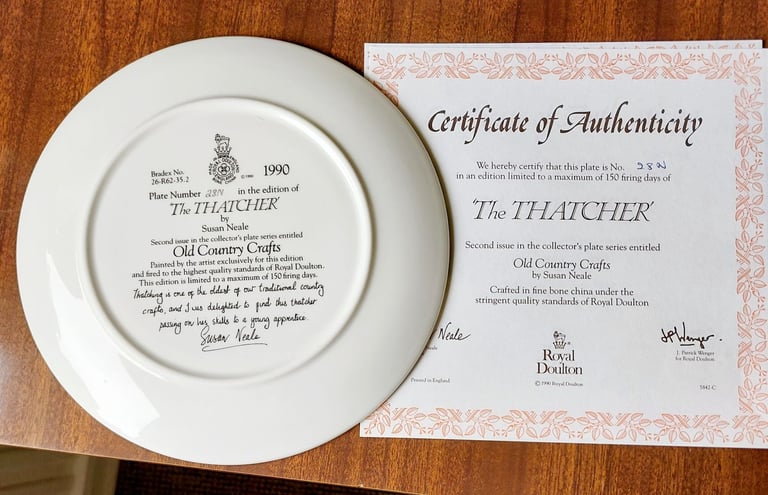 Bradex No.
26-R62-35.2
© 1990
1990
Plate Number in the edition of
'The THATCHER'
by
Susan Neale
Second issue in the collector's plate series entitled
Old Country Crafts
Painted by the artist exclusively for this edition
and fired to the highest quality standards of Royal Doulton.
This edition is limited to a maximum of 150 firing days.
Thatching is one of the oldest of our traditional country
crafts, and I was delighted to find this thatcher
passing on his skills to a young apprentice.
Susan Neale
Certificate of Authenticity
We hereby certify that this plate is No.
in an edition limited to a maximum of 150 firing days of
'The THATCHER'
Second issue in the collector's plate series entitled
Old Country Crafts
by Susan Neale
Crafted in fine bone china under the
stringent quality standards of Royal Doulton
Neale
Neale
Printed in England
Royal
Doulton
© 1990 Royal Doulton
J P Wenger.
J. Patrick Wenger
for Royal Doulton
5842-C